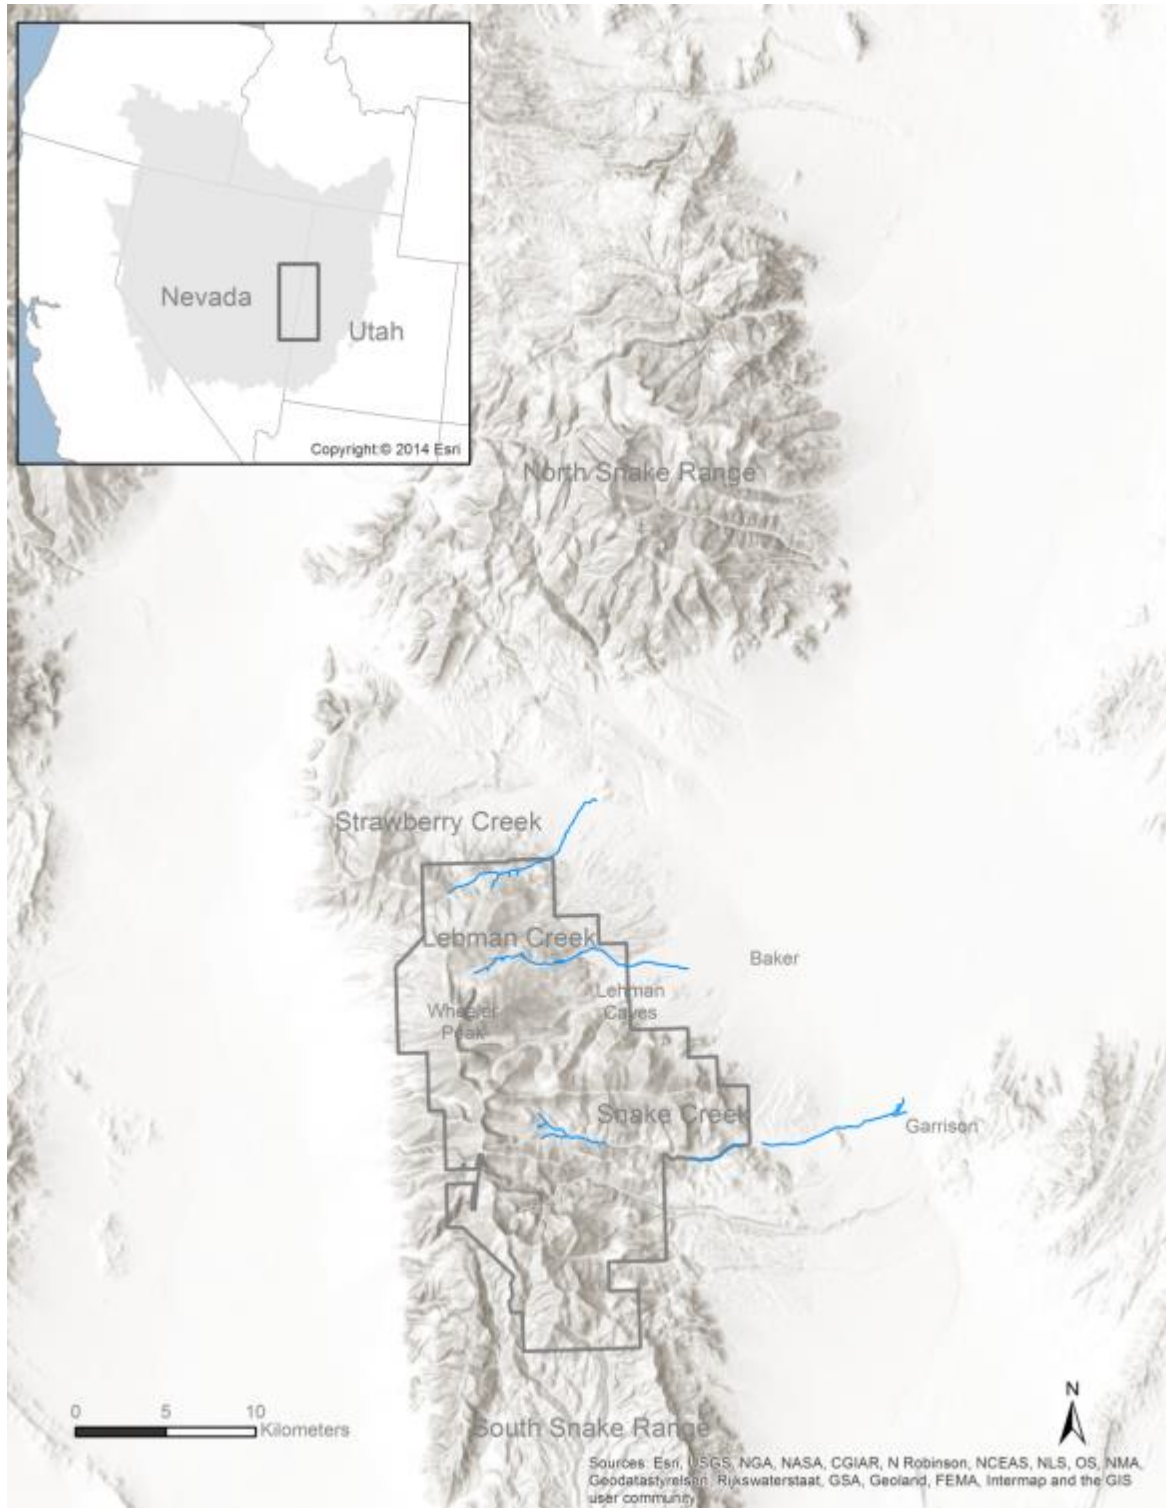 Nevada
Utah
Copyright:© 2014 Esri
North Snake Range
Strawberry Creek
Lehman Creek
Baker
Lehman
Caves
Wheeler
Peak
Snake Creek
Garrison
0 5 10
Kilometers
N
South Snake Range
Sources: Esri, USGS, NGA, NASA, CGIAR, N Robinson, NCEAS, NLS, OS, NMA,
Geodatastyrelsen, Rijkswaterstaat, GSA, Geoland, FEMA, Intermap and the GIS
user community